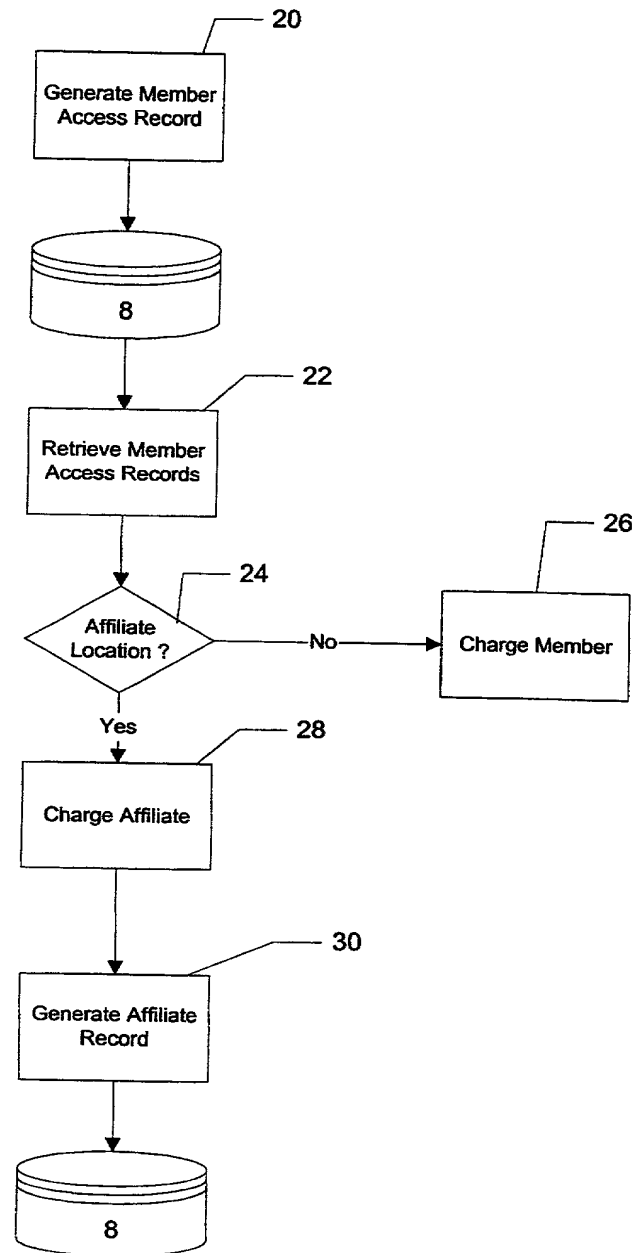 20
Generate Member
Access Record
8
22
Retrieve Member
Access Records
24
Affiliate
Location ?
26
No
Charge Member
Yes
28
Charge Affiliate
30
Generate Affiliate
Record
8